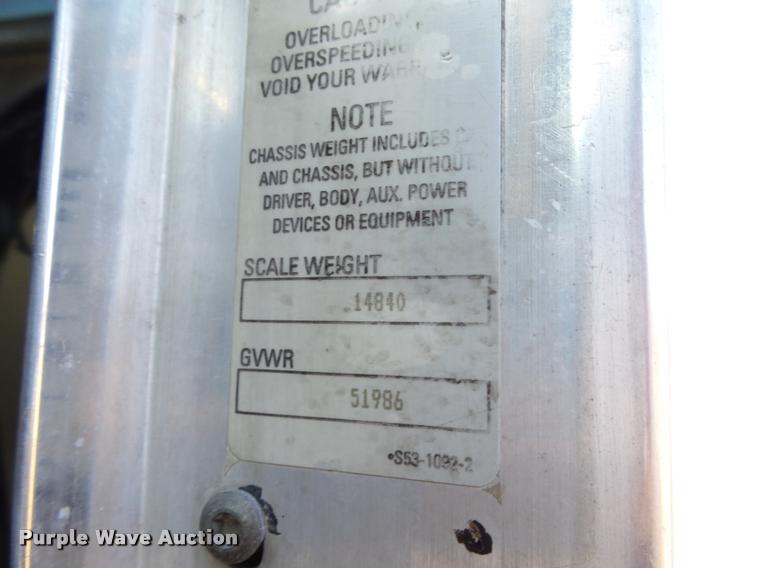 OVERLOADING,
OVERSPEEDING
VOID YOUR
NOTE
CHASSIS WEIGHT INCLUDES
AND CHASSIS, BUT WITHOUT
DRIVER, BODY, AUX. POWER
DEVICES OR EQUIPMENT
SCALE WEIGHT
14840
GVWR
51986
•S53-1092-2
Purple Wave Auction